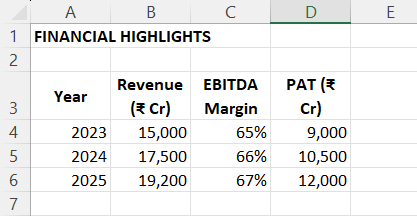 A B C D E
1 FINANCIAL HIGHLIGHTS
2
3 Year Revenue (₹ Cr) EBITDA Margin PAT (₹ Cr)
4 2023 15,000 65% 9,000
5 2024 17,500 66% 10,500
6 2025 19,200 67% 12,000
7